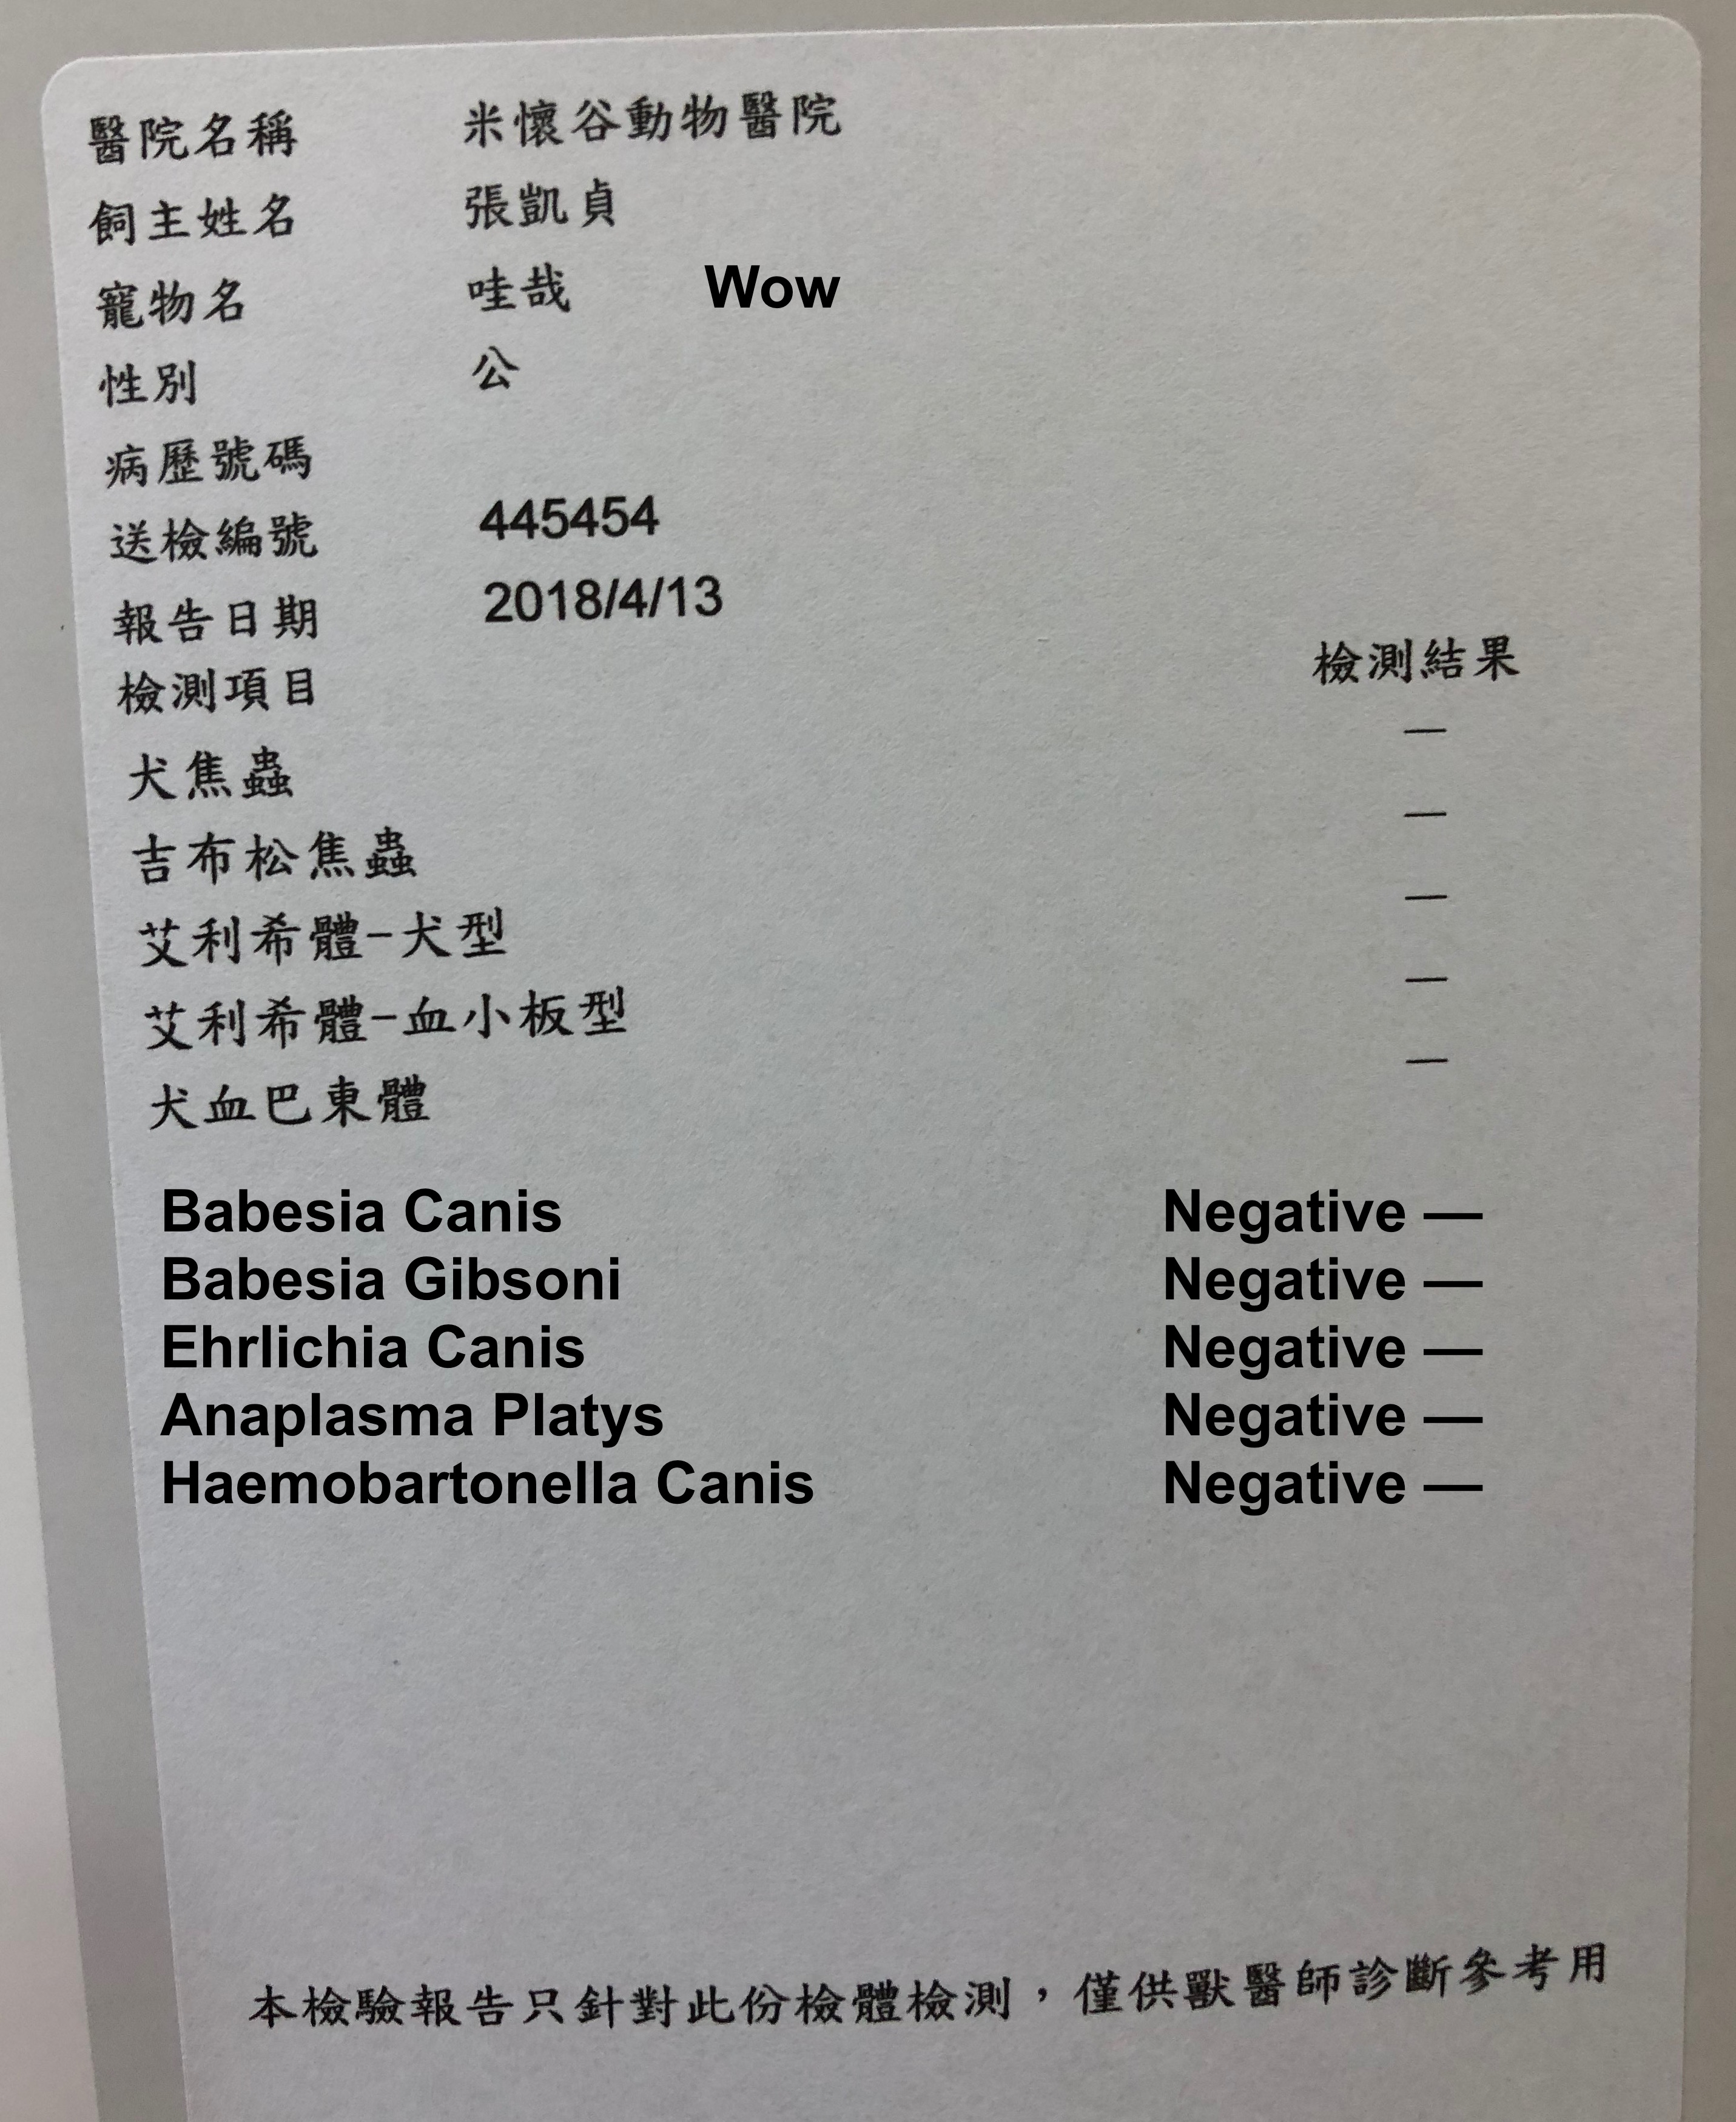 醫院名稱 米懷谷動物醫院
飼主姓名 張凱貞
寵物名 哇哉 Wow
性別 公
病歷號碼
送檢編號 445454
報告日期 2018/4/13
檢測項目 檢測結果
犬焦蟲 —
吉布松焦蟲 —
艾利希體-犬型 —
艾利希體-血小板型 —
犬血巴東體 —
Babesia Canis Negative —
Babesia Gibsoni Negative —
Ehrlichia Canis Negative —
Anaplasma Platys Negative —
Haemobartonella Canis Negative —
本檢驗報告只針對此份檢體檢測，僅供獸醫師診斷參考用